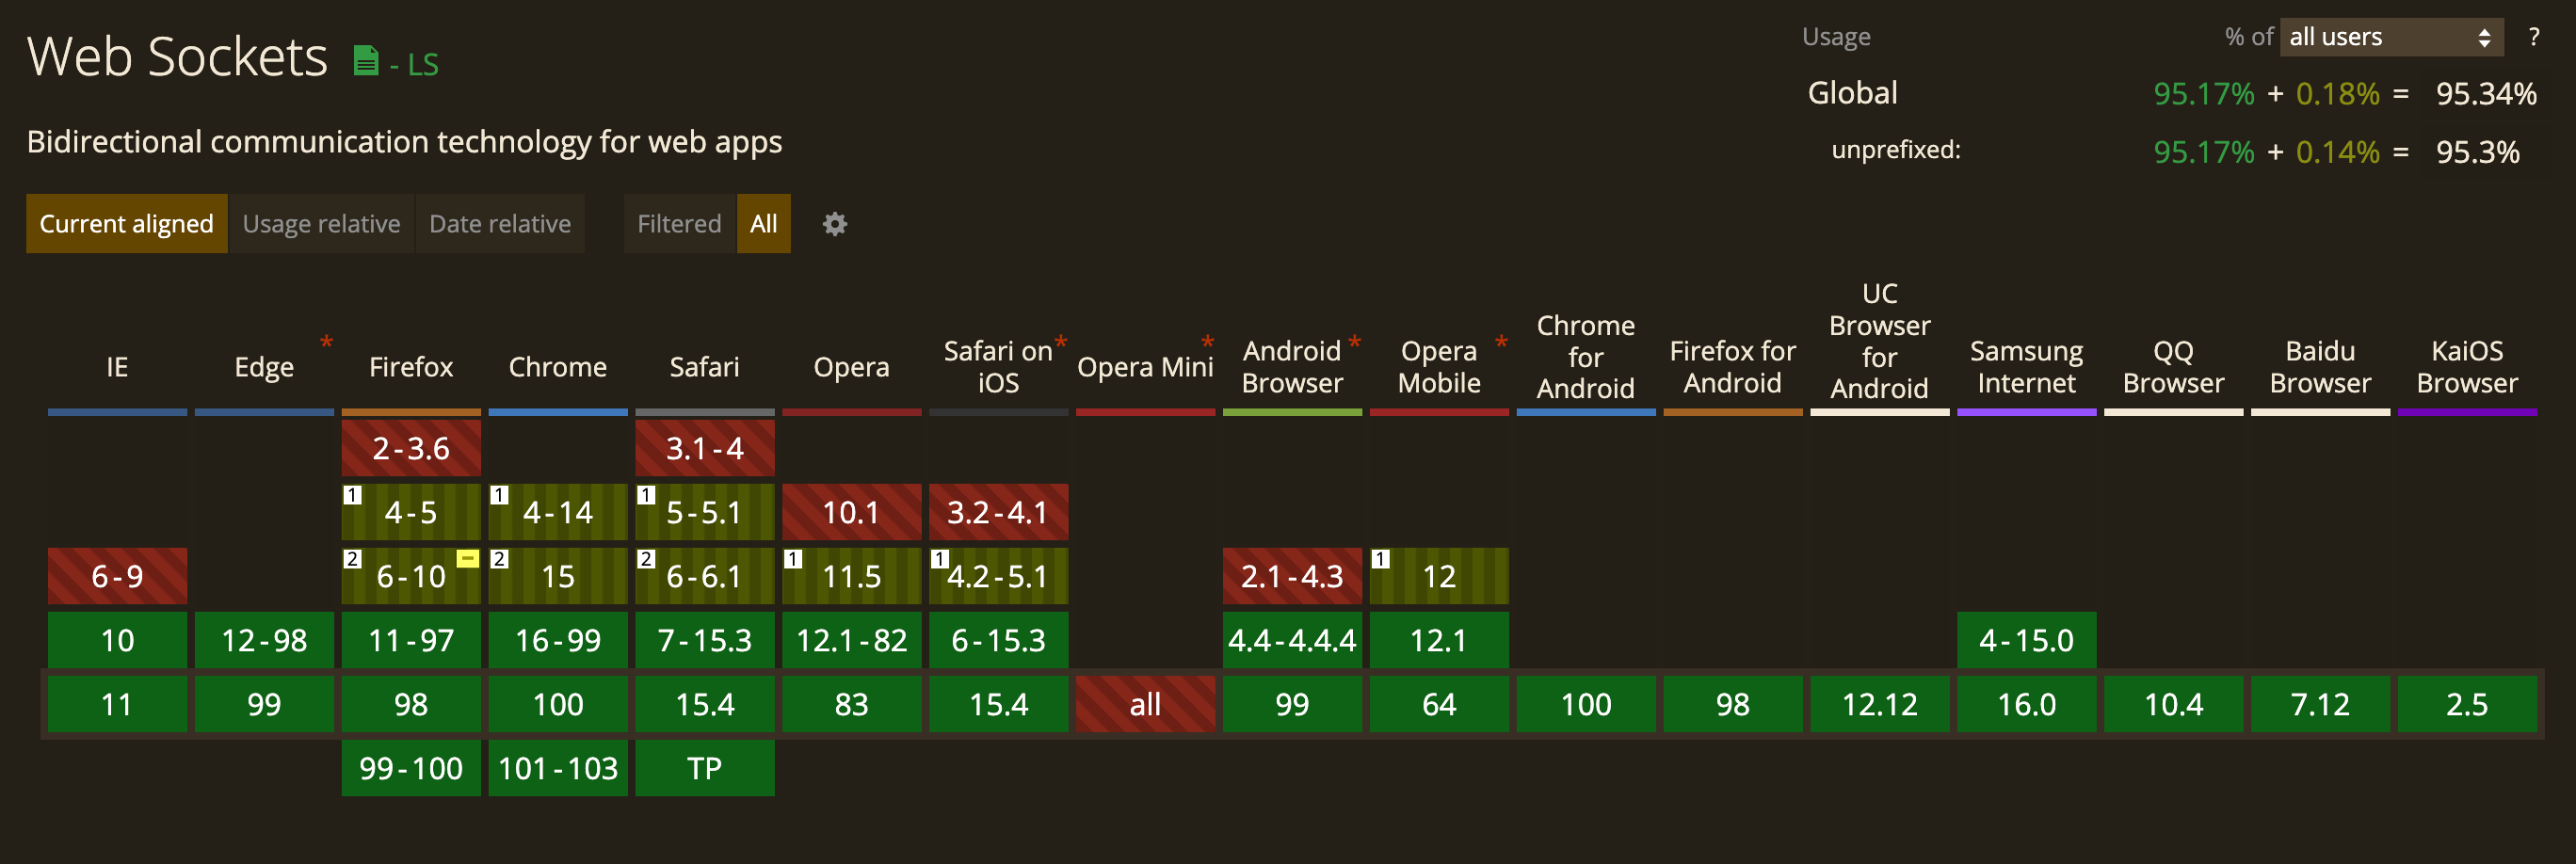 Web Sockets - LS
Usage % of all users ?
Global 95.17% + 0.18% = 95.34%
unprefixed: 95.17% + 0.14% = 95.3%
Bidirectional communication technology for web apps
Current aligned Usage relative Date relative Filtered All
IE
Edge *
Firefox
Chrome
Safari
Opera
Safari on *
iOS
Opera Mini *
Android *
Browser
Opera *
Mobile
Chrome
for
Android
Firefox for
Android
UC
Browser
for
Android
Samsung
Internet
QQ
Browser
Baidu
Browser
KaiOS
Browser
2-3.6 3.1-4
1 4-5 1 4-14 1 5-5.1 10.1 3.2-4.1
6-9 2 6-10 - 2 15 2 6-6.1 1 11.5 1 4.2-5.1 2.1-4.3 1 12
10 12-98 11-97 16-99 7-15.3 12.1-82 6-15.3 4.4-4.4.4 12.1 4-15.0
11 99 98 100 15.4 83 15.4 all 99 64 100 98 12.12 16.0 10.4 7.12 2.5
99-100 101-103 TP